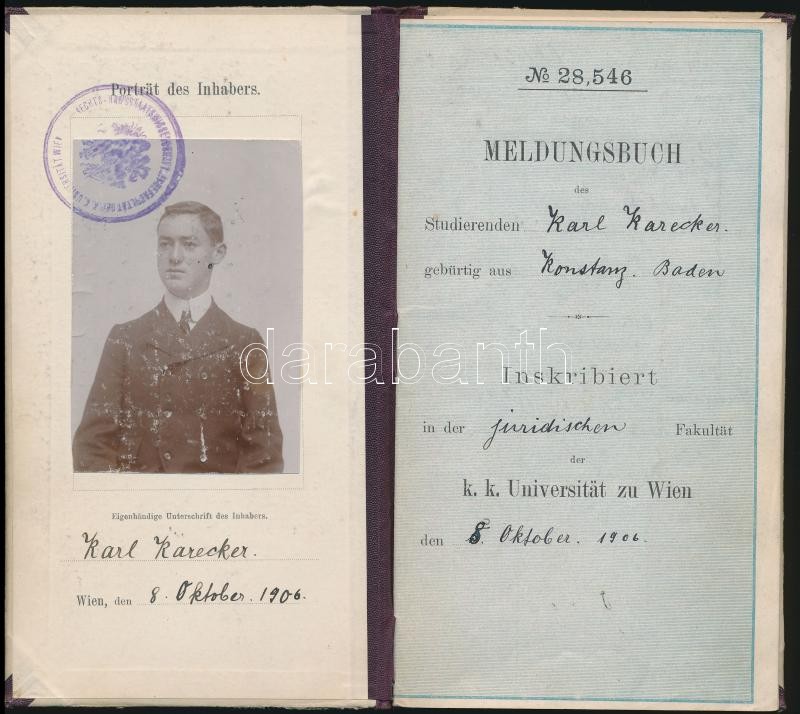 Porträt des Inhabers.
Eigenhändige Unterschrift des Inhabers.
Karl Karecker.
Wien, den 8. Oktober. 1906.
№ 28,546
MELDUNGSBUCH
des
Studierenden Karl Karecker.
gebürtig aus Konstanz. Baden
Inskribiert
in der juridischen Fakultät
der
k. k. Universität zu Wien
den 8. Oktober. 1906.
darabanth